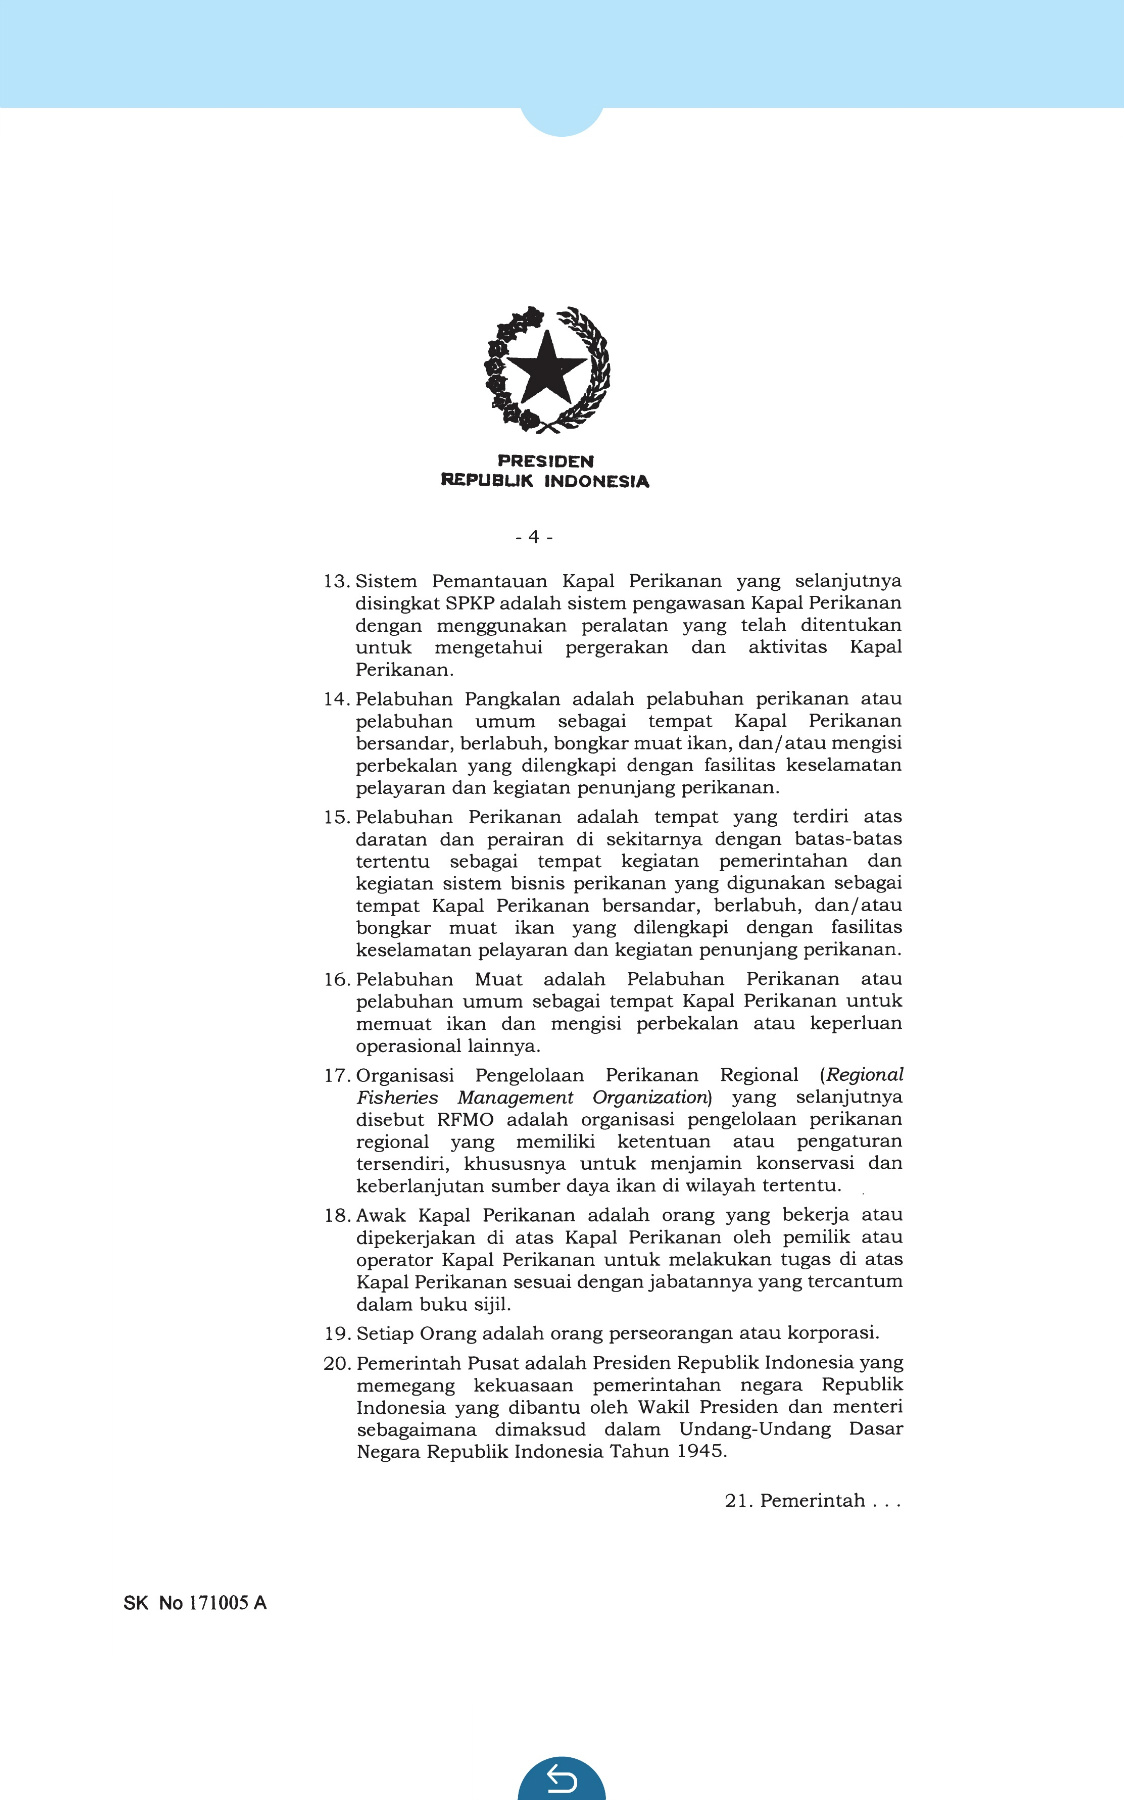 PRESIDEN
REPUBLIK INDONESIA
- 4 -
13. Sistem Pemantauan Kapal Perikanan yang selanjutnya
disingkat SPKP adalah sistem pengawasan Kapal Perikanan
dengan menggunakan peralatan yang telah ditentukan
untuk mengetahui pergerakan dan aktivitas Kapal
Perikanan.
14. Pelabuhan Pangkalan adalah pelabuhan perikanan atau
pelabuhan umum sebagai tempat Kapal Perikanan
bersandar, berlabuh, bongkar muat ikan, dan/atau mengisi
perbekalan yang dilengkapi dengan fasilitas keselamatan
pelayaran dan kegiatan penunjang perikanan.
15. Pelabuhan Perikanan adalah tempat yang terdiri atas
daratan dan perairan di sekitarnya dengan batas-batas
tertentu sebagai tempat kegiatan pemerintahan dan
kegiatan sistem bisnis perikanan yang digunakan sebagai
tempat Kapal Perikanan bersandar, berlabuh, dan/atau
bongkar muat ikan yang dilengkapi dengan fasilitas
keselamatan pelayaran dan kegiatan penunjang perikanan.
16. Pelabuhan Muat adalah Pelabuhan Perikanan atau
pelabuhan umum sebagai tempat Kapal Perikanan untuk
memuat ikan dan mengisi perbekalan atau keperluan
operasional lainnya.
17. Organisasi Pengelolaan Perikanan Regional (Regional
Fisheries Management Organization) yang selanjutnya
disebut RFMO adalah organisasi pengelolaan perikanan
regional yang memiliki ketentuan atau pengaturan
tersendiri, khususnya untuk menjamin konservasi dan
keberlanjutan sumber daya ikan di wilayah tertentu.
18. Awak Kapal Perikanan adalah orang yang bekerja atau
dipekerjakan di atas Kapal Perikanan oleh pemilik atau
operator Kapal Perikanan untuk melakukan tugas di atas
Kapal Perikanan sesuai dengan jabatannya yang tercantum
dalam buku sijil.
19. Setiap Orang adalah orang perseorangan atau korporasi.
20. Pemerintah Pusat adalah Presiden Republik Indonesia yang
memegang kekuasaan pemerintahan negara Republik
Indonesia yang dibantu oleh Wakil Presiden dan menteri
sebagaimana dimaksud dalam Undang-Undang Dasar
Negara Republik Indonesia Tahun 1945.
21. Pemerintah . . .
SK No 171005 A